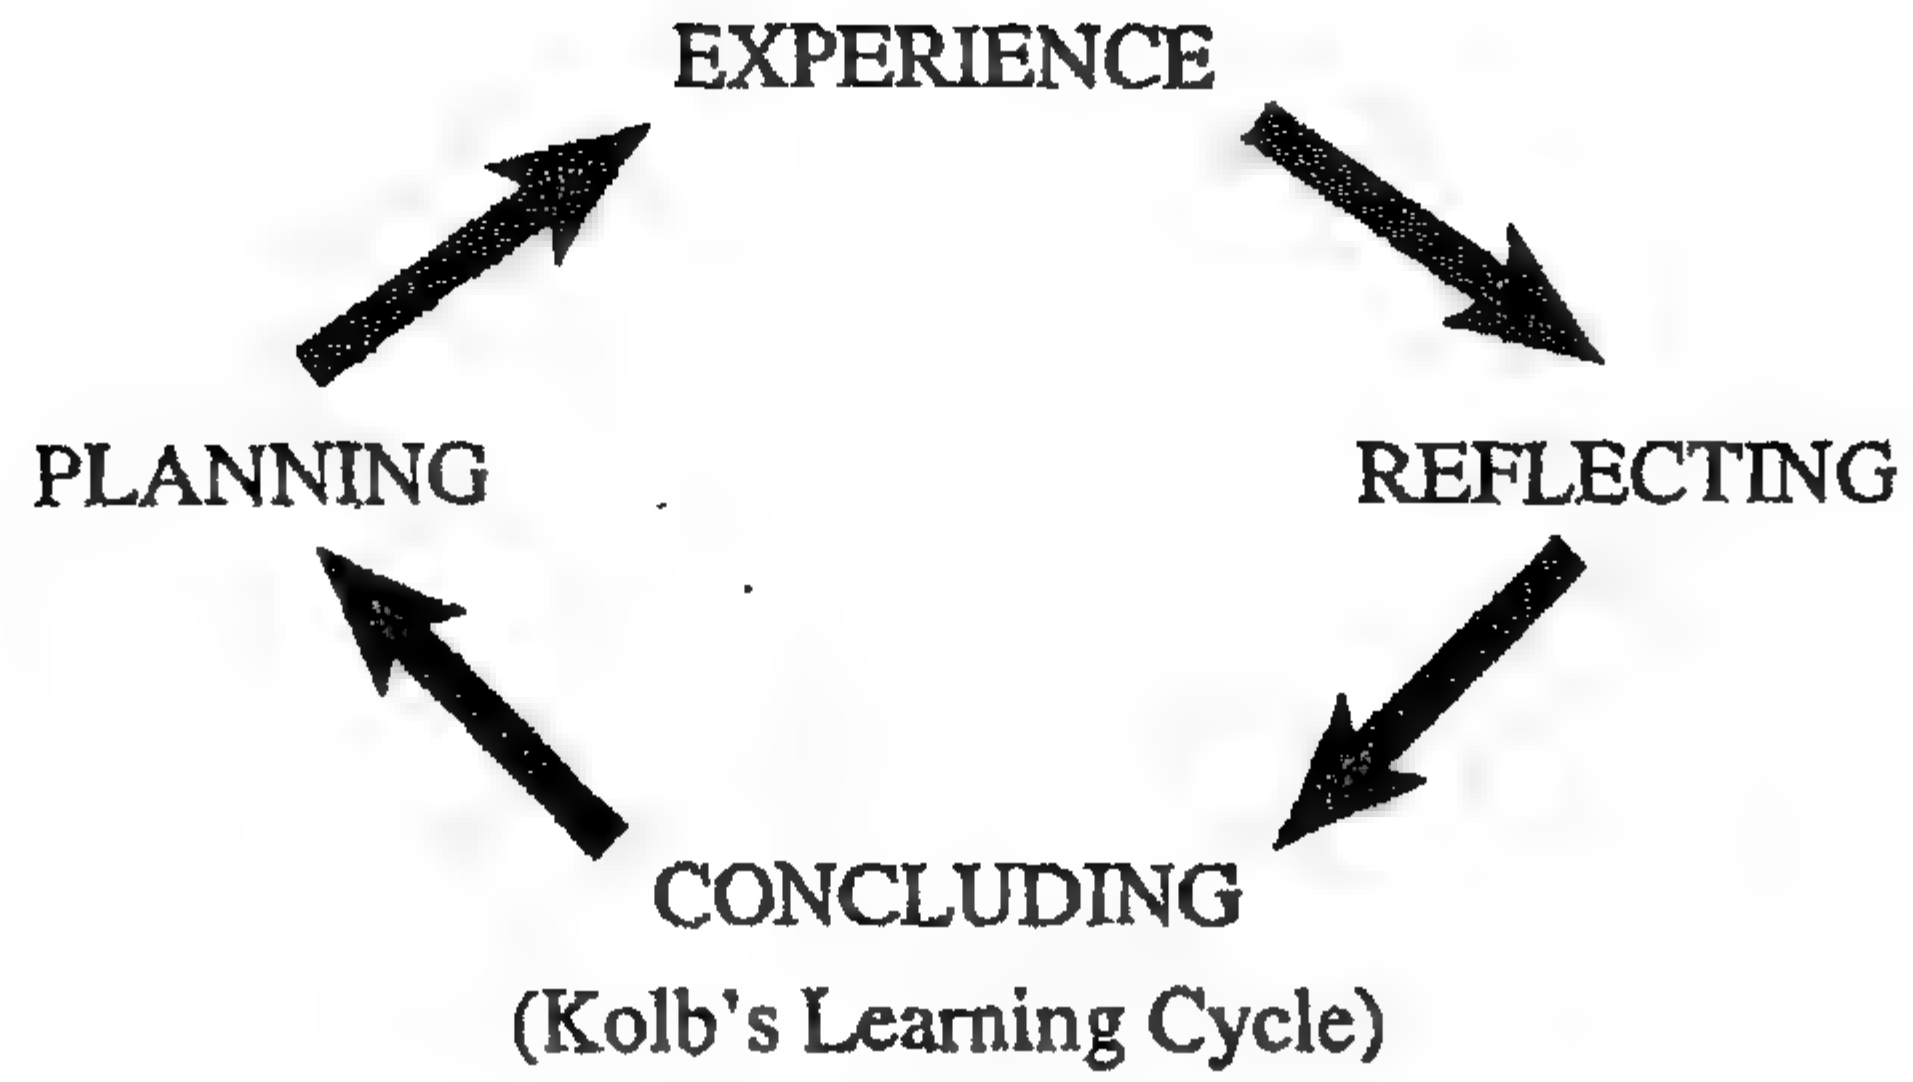 EXPERIENCE
PLANNING
REFLECTING
CONCLUDING
(Kolb's Learning Cycle)